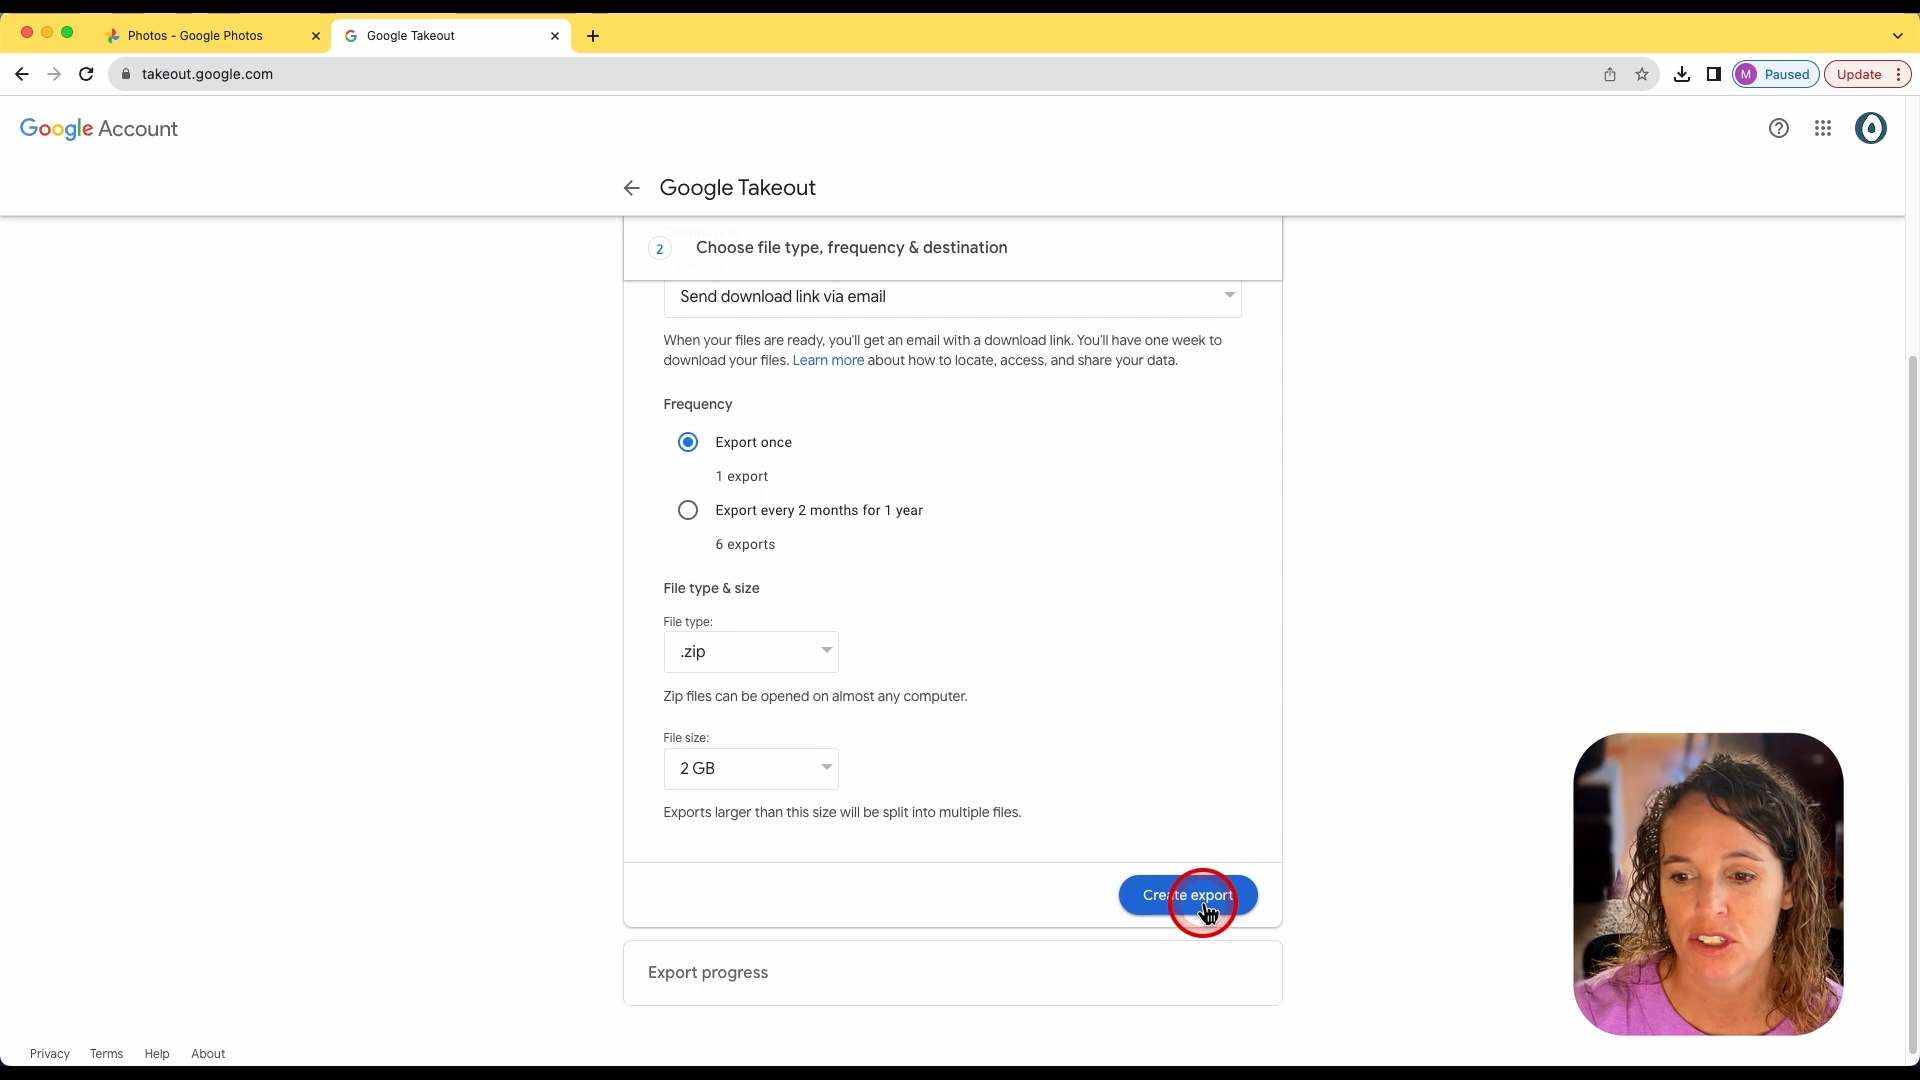 Photos - Google Photos
Google Takeout
takeout.google.com
M Paused
Update
Google Account
Google Takeout
2 Choose file type, frequency & destination
Send download link via email
When your files are ready, you'll get an email with a download link. You'll have one week to
download your files. Learn more about how to locate, access, and share your data.
Frequency
Export once
1 export
Export every 2 months for 1 year
6 exports
File type & size
File type:
.zip
Zip files can be opened on almost any computer.
File size:
2 GB
Exports larger than this size will be split into multiple files.
Create export
Export progress
Privacy Terms Help About